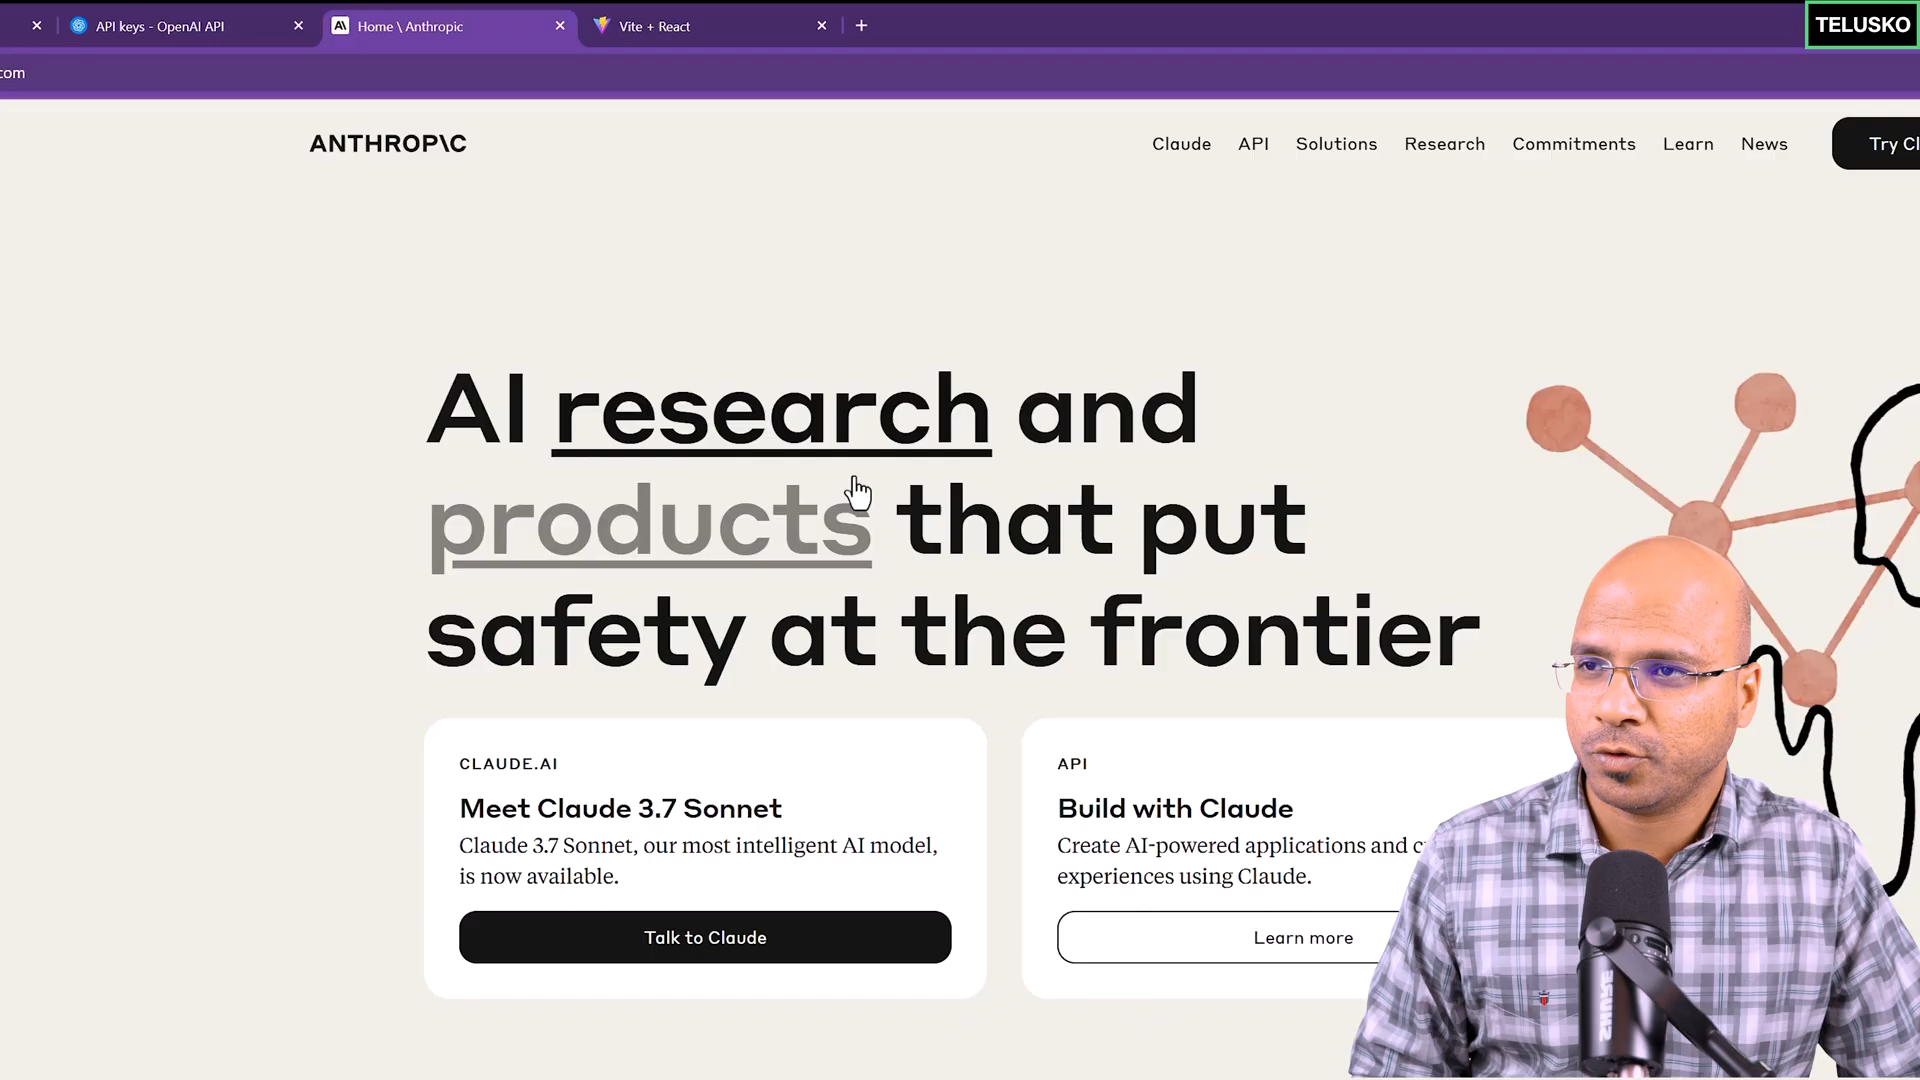 API keys - OpenAI API
Home \ Anthropic
Vite + React
TELUSKO
com
ANTHROP\C
Claude
API
Solutions
Research
Commitments
Learn
News
Try Cl
AI research and
products that put
safety at the frontier
CLAUDE.AI
Meet Claude 3.7 Sonnet
Claude 3.7 Sonnet, our most intelligent AI model,
is now available.
Talk to Claude
API
Build with Claude
Create AI-powered applications and c
experiences using Claude.
Learn more